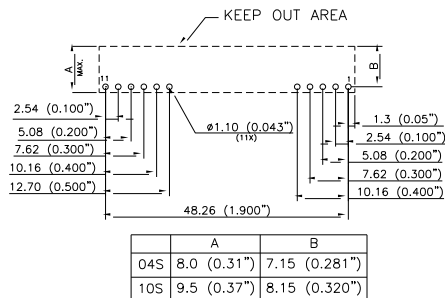 KEEP OUT AREA
A
MAX.
B
11
1
2.54 (0.100")
5.08 (0.200")
7.62 (0.300")
10.16 (0.400")
12.70 (0.500")
ø1.10 (0.043")
(11X)
1.3 (0.05")
2.54 (0.100")
5.08 (0.200")
7.62 (0.300")
10.16 (0.400")
48.26 (1.900")
A B
04S 8.0 (0.31") 7.15 (0.281")
10S 9.5 (0.37") 8.15 (0.320")